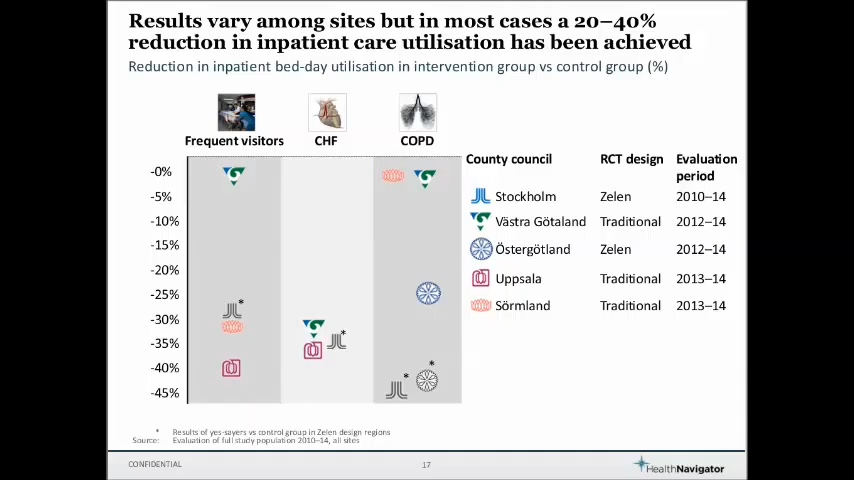 Results vary among sites but in most cases a 20–40%
reduction in inpatient care utilisation has been achieved
Reduction in inpatient bed-day utilisation in intervention group vs control group (%)
Frequent visitors
CHF
COPD
-0%
-5%
-10%
-15%
-20%
-25%
-30%
-35%
-40%
-45%
*
*
*
*
County council RCT design Evaluation period
Stockholm Zelen 2010–14
Västra Götaland Traditional 2012–14
Östergötland Zelen 2012–14
Uppsala Traditional 2013–14
Sörmland Traditional 2013–14
* Results of yes-sayers vs control group in Zelen design regions
Source: Evaluation of full study population 2010–14, all sites
CONFIDENTIAL
17
HealthNavigator